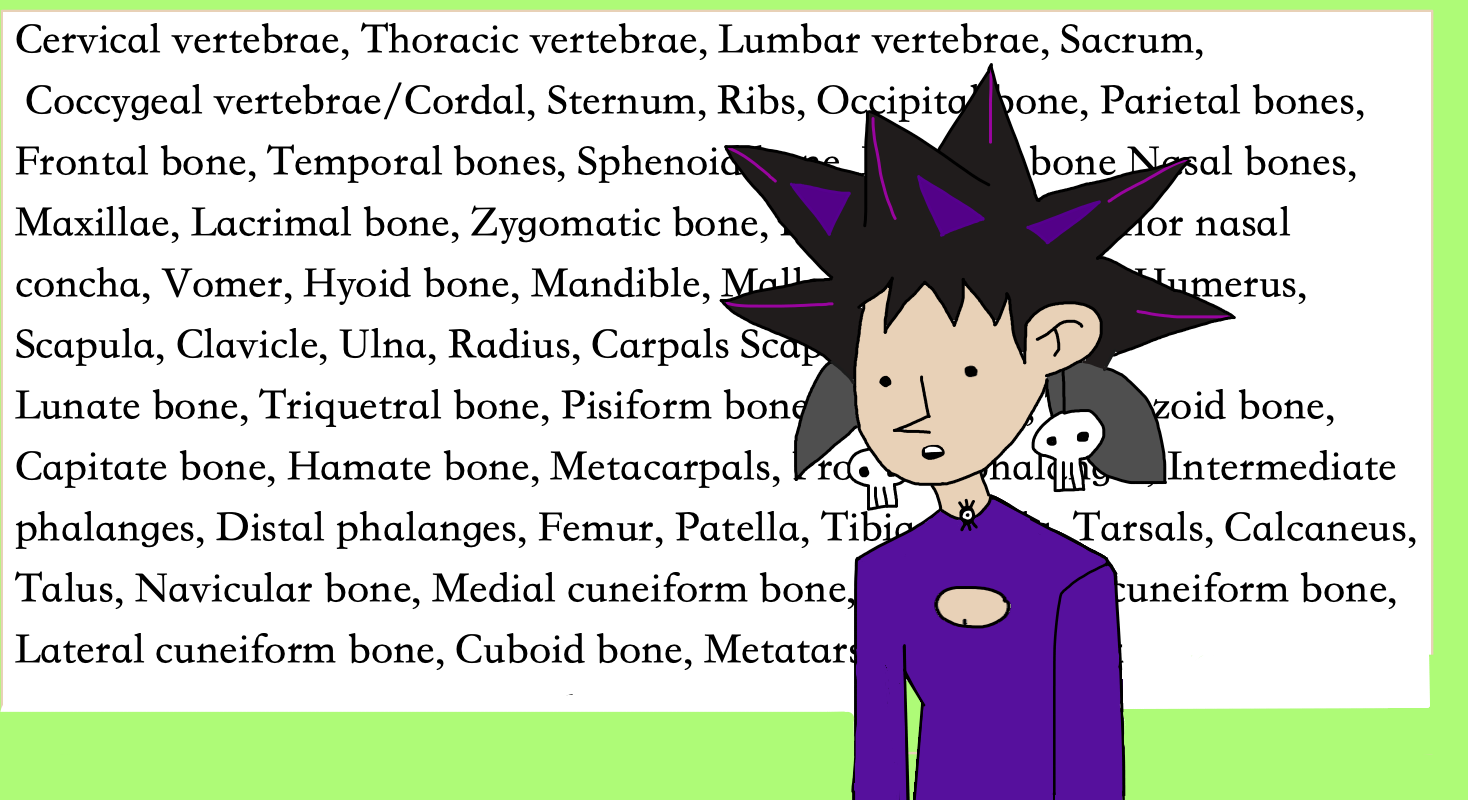 Cervical vertebrae, Thoracic vertebrae, Lumbar vertebrae, Sacrum,
Coccygeal vertebrae/Cordal, Sternum, Ribs, Occipital bone, Parietal bones,
Frontal bone, Temporal bones, Sphenoid bone, bone Nasal bones,
Maxillae, Lacrimal bone, Zygomatic bone, nasal
concha, Vomer, Hyoid bone, Mandible, Humerus,
Scapula, Clavicle, Ulna, Radius, Carpals
Lunate bone, Triquetral bone, Pisiform bone bone,
Capitate bone, Hamate bone, Metacarpals, Intermediate
phalanges, Distal phalanges, Femur, Patella, Tibia Tarsals, Calcaneus,
Talus, Navicular bone, Medial cuneiform bone, cuneiform bone,
Lateral cuneiform bone, Cuboid bone,